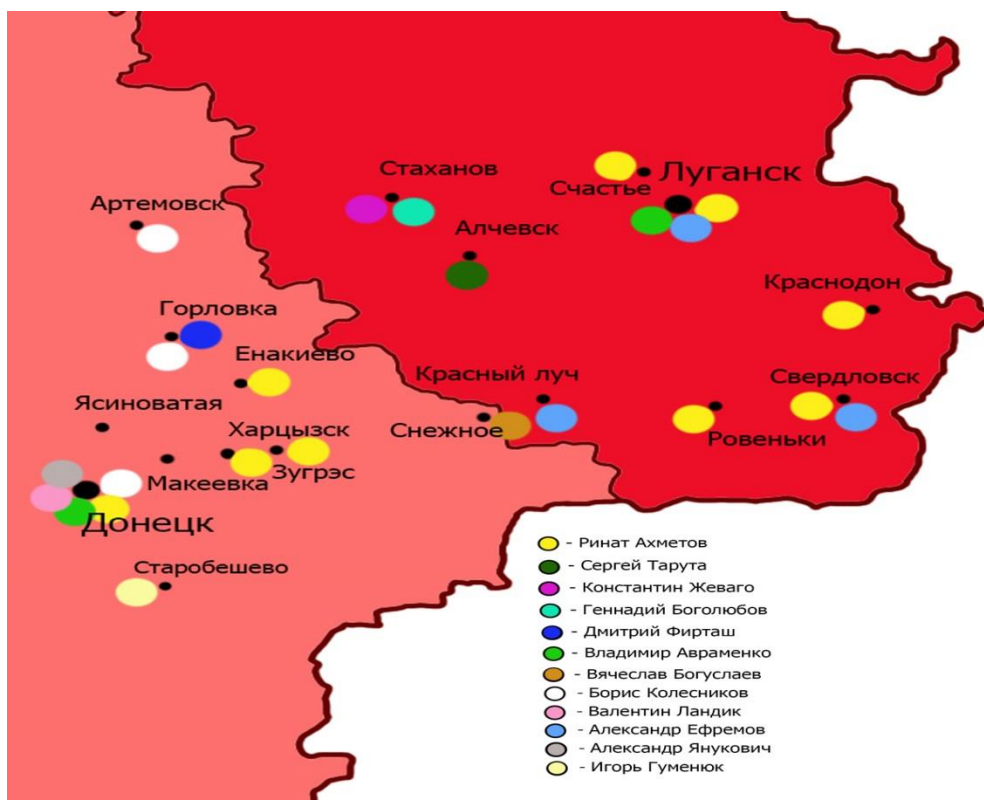 Стаханов
Луганск
Счастье
Артемовск
Алчевск
Краснодон
Горловка
Енакиево
Красный луч
Свердловск
Ясиноватая
Харцызск
Снежное
Ровеньки
Зугрэс
Макеевка
Донецк
Старобешево
- Ринат Ахметов
- Сергей Тарута
- Константин Жеваго
- Геннадий Боголюбов
- Дмитрий Фирташ
- Владимир Авраменко
- Вячеслав Богуслаев
- Борис Колесников
- Валентин Ландик
- Александр Ефремов
- Александр Янукович
- Игорь Гуменюк